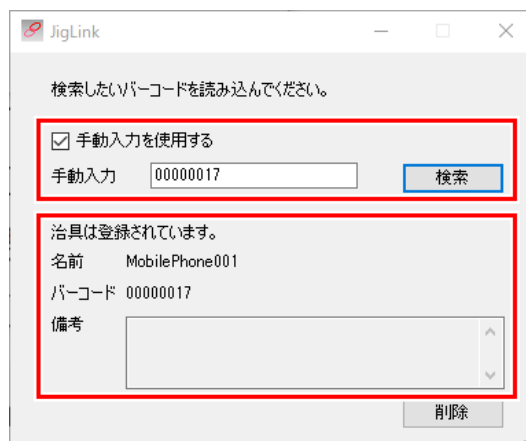 JigLink
検索したいバーコードを読み込んでください。
手動入力を使用する
手動入力 00000017 検索
治具は登録されています。
名前 MobilePhone001
バーコード 00000017
備考
削除